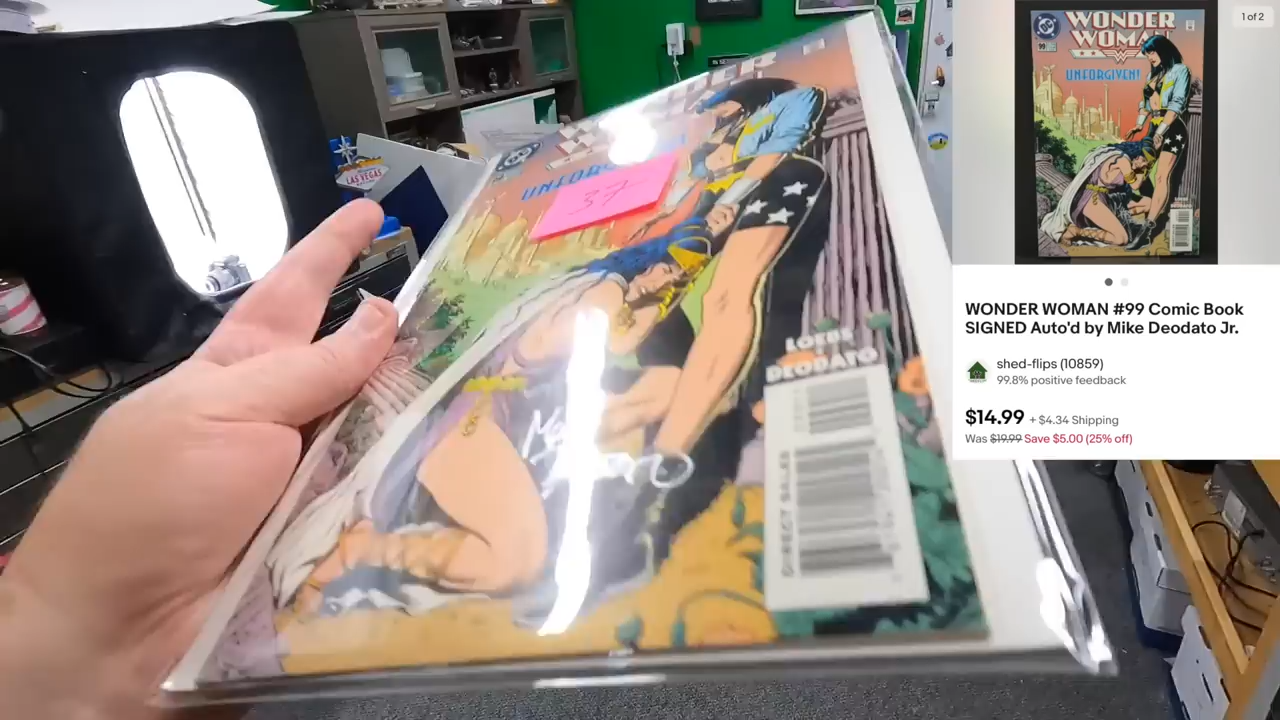 LAS VEGAS
37
LOEBS
DEODATO
DIRECT SALES
1 of 2
WONDER
WOMAN
99
UNFORGIVEN!
WONDER WOMAN #99 Comic Book
SIGNED Auto'd by Mike Deodato Jr.
shed-flips (10859)
99.8% positive feedback
$14.99 + $4.34 Shipping
Was $19.99 Save $5.00 (25% off)